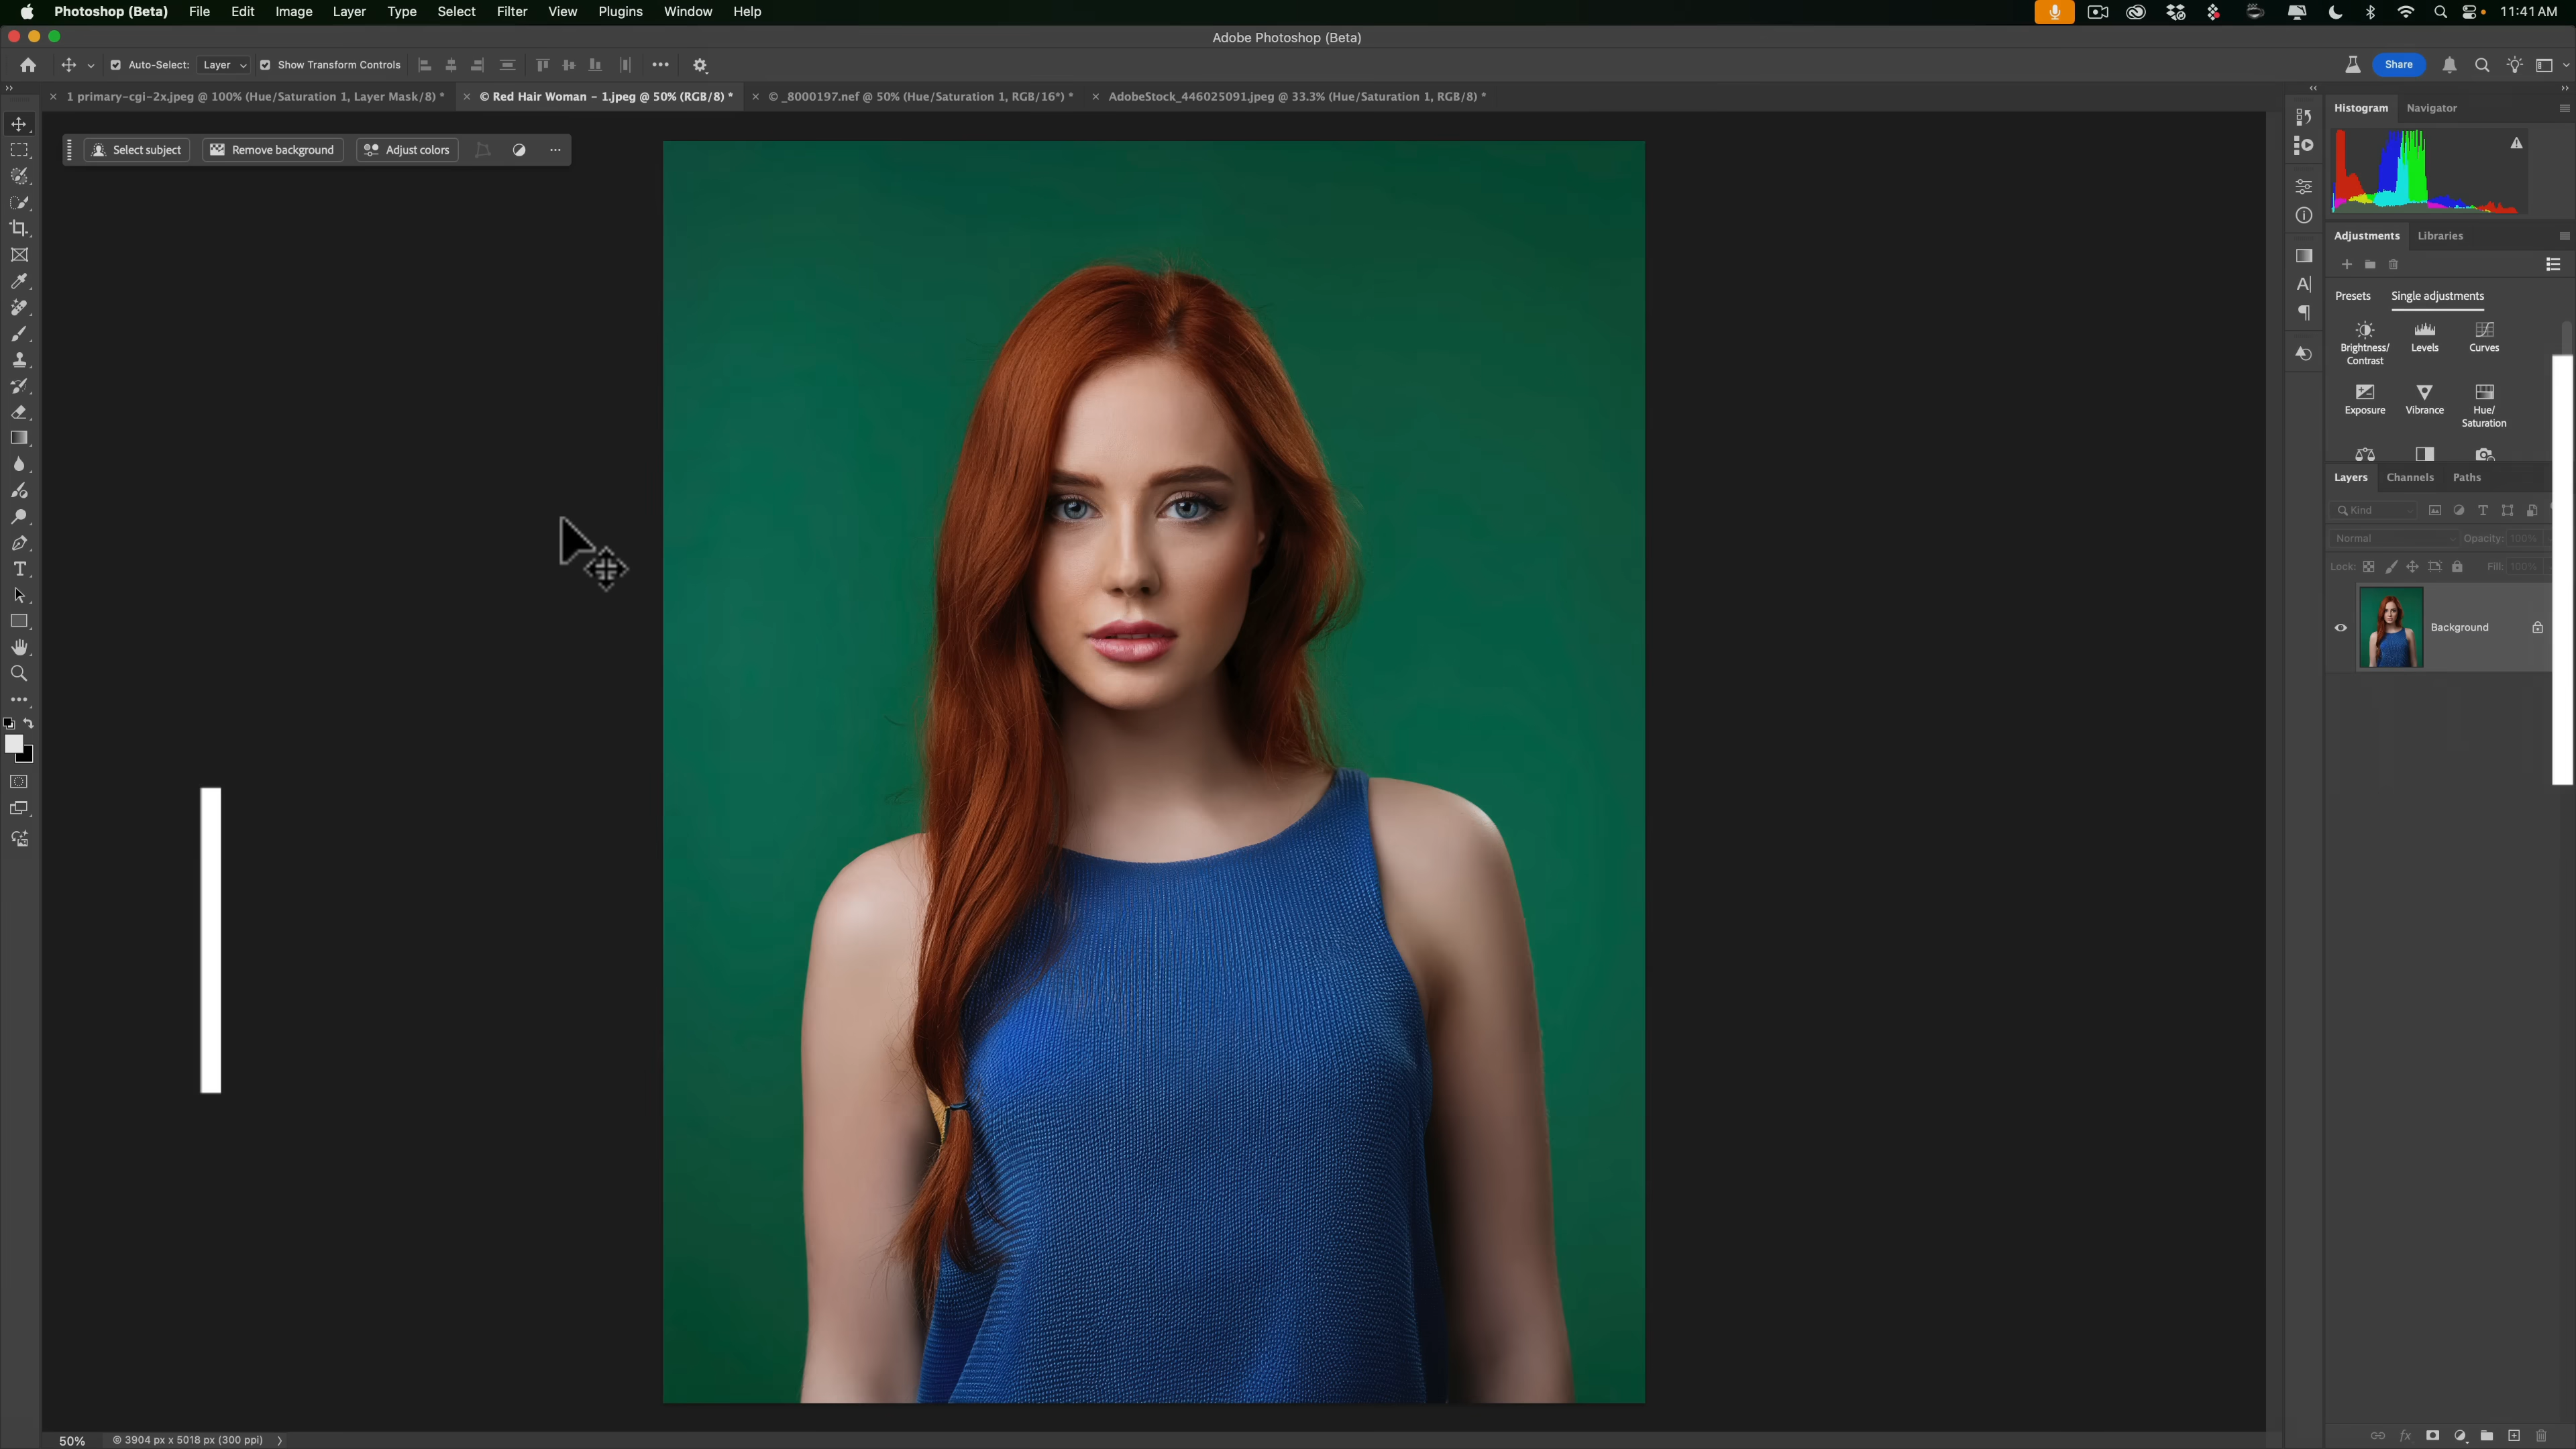 Photoshop (Beta) File Edit Image Layer Type Select Filter View Plugins Window Help 11:41 AM
Adobe Photoshop (Beta)
Auto-Select: Layer Show Transform Controls Share
1 primary-cgi-2x.jpeg @ 100% (Hue/Saturation 1, Layer Mask/8) * © Red Hair Woman – 1.jpeg @ 50% (RGB/8) * © _8000197.nef @ 50% (Hue/Saturation 1, RGB/16*) * AdobeStock_446025091.jpeg @ 33.3% (Hue/Saturation 1, RGB/8) *
Select subject Remove background Adjust colors
Histogram Navigator
Adjustments Libraries
Presets Single adjustments
Brightness/
Contrast Levels Curves
Exposure Vibrance Hue/
Saturation
Layers Channels Paths
Kind
Normal Opacity: 100%
Lock: Fill: 100%
Background
50% © 3904 px x 5018 px (300 ppi)